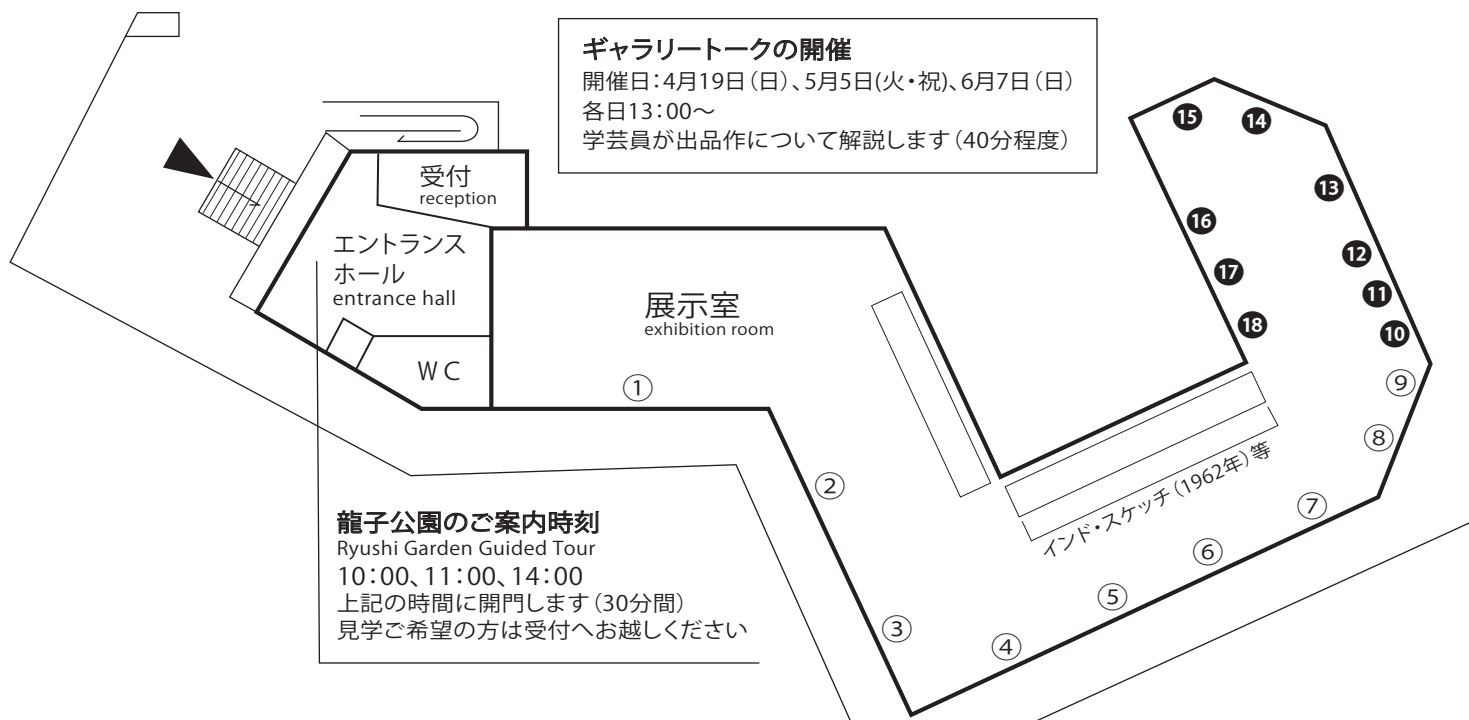 ギャラリートークの開催
開催日：4月19日（日）、5月5日(火・祝)、6月7日（日）
各日13：00〜
学芸員が出品作について解説します（40分程度）
受付
reception
エントランス
ホール
entrance hall
WC
展示室
exhibition room
①
②
③
④
⑤
⑥
⑦
⑧
⑨
❿
⓫
⓬
⓭
⓮
⓯
⓰
⓱
⓲
インド・スケッチ（1962年）等
龍子公園のご案内時刻
Ryushi Garden Guided Tour
10：00、11：00、14：00
上記の時間に開門します（30分間）
見学ご希望の方は受付へお越しください